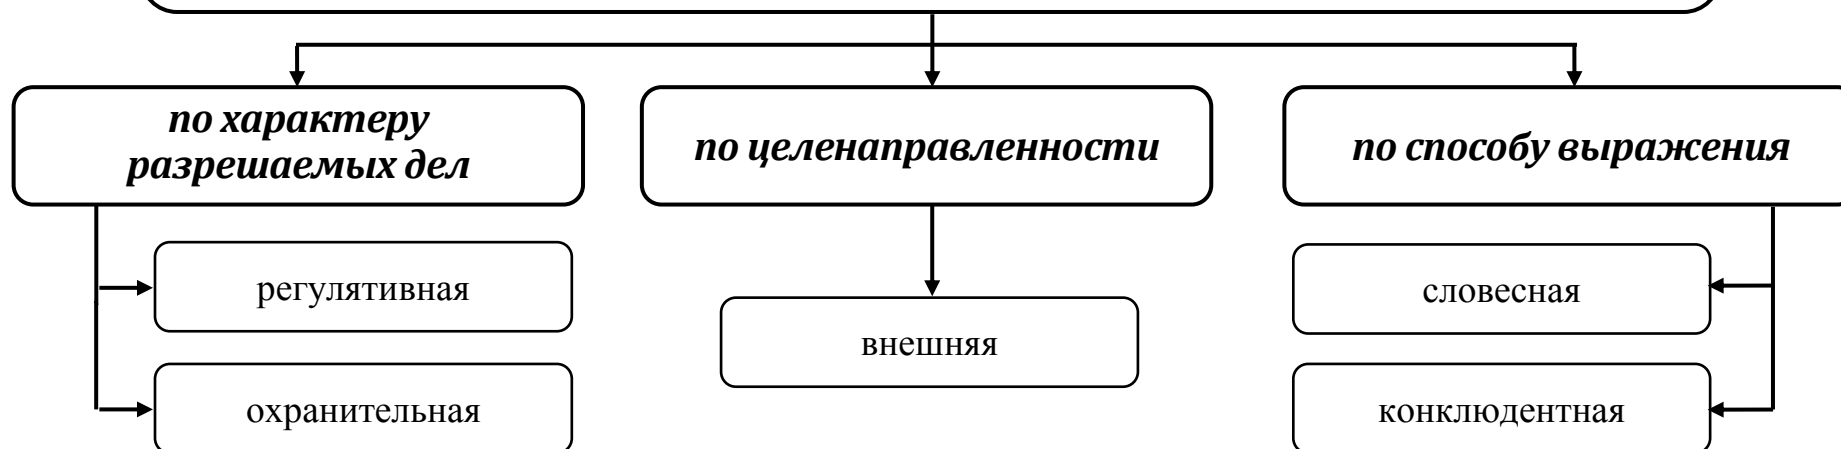 по характеру
разрешаемых дел
по целенаправленности
по способу выражения
регулятивная
охранительная
внешняя
словесная
конклюдентная